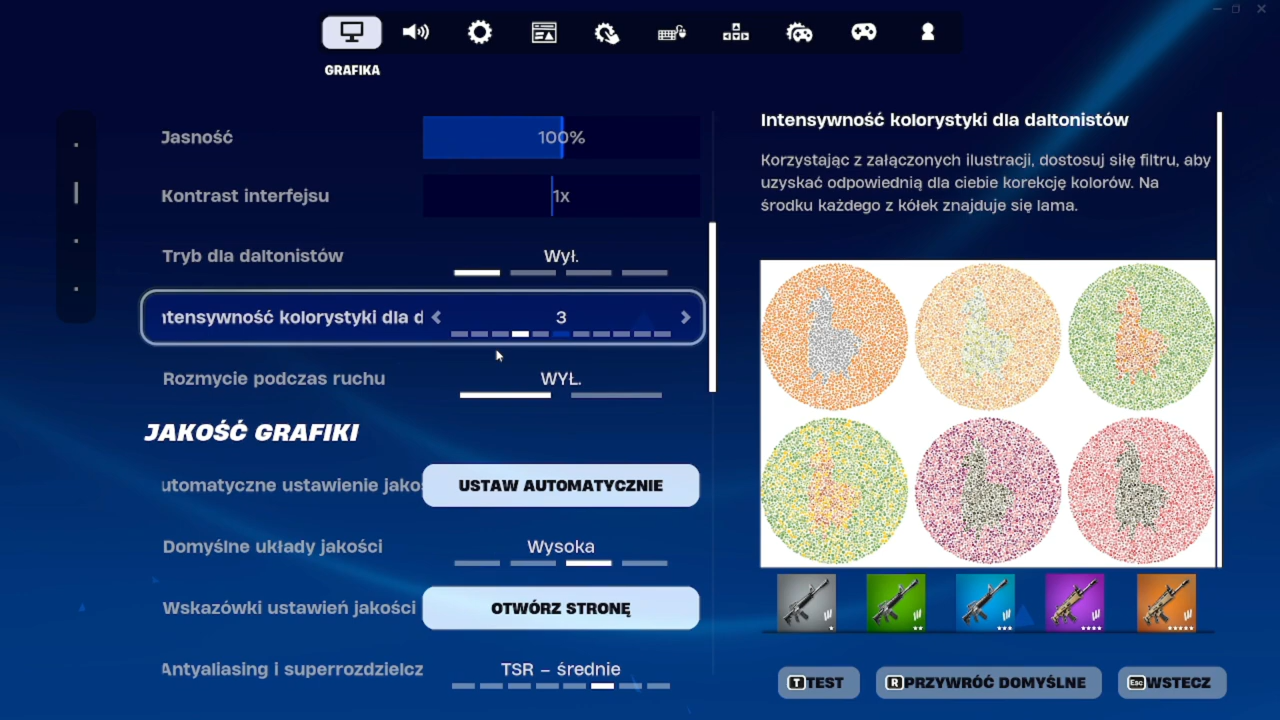 GRAFIKA
Jasność
100%
Kontrast interfejsu
1x
Tryb dla daltonistów
Wył.
ntensywność kolorystyki dla d
3
Rozmycie podczas ruchu
WYŁ.
JAKOŚĆ GRAFIKI
utomatyczne ustawienie jakoś
USTAW AUTOMATYCZNIE
Domyślne układy jakości
Wysoka
Wskazówki ustawień jakości
OTWÓRZ STRONĘ
Antyaliasing i superrozdzielcz
TSR – średnie
Intensywność kolorystyki dla daltonistów
Korzystając z załączonych ilustracji, dostosuj siłę filtru, aby
uzyskać odpowiednią dla ciebie korekcję kolorów. Na
środku każdego z kółek znajduje się lama.
T TEST
R PRZYWRÓĆ DOMYŚLNE
Esc WSTECZ